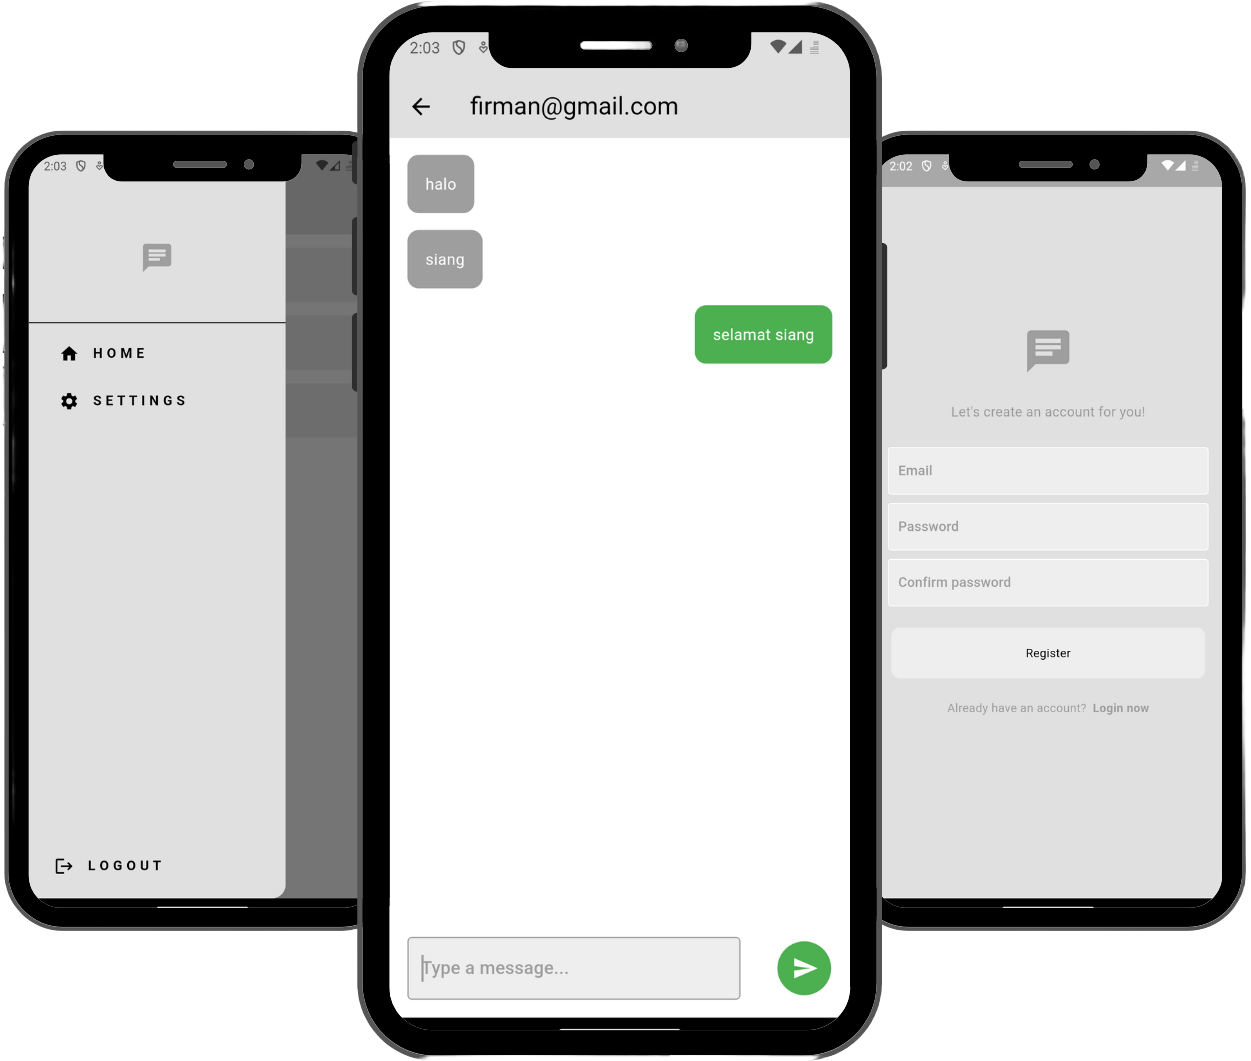 2:03
HOME
SETTINGS
LOGOUT
2:03
firman@gmail.com
halo
siang
selamat siang
Type a message...
2:02
Let's create an account for you!
Email
Password
Confirm password
Register
Already have an account? Login now